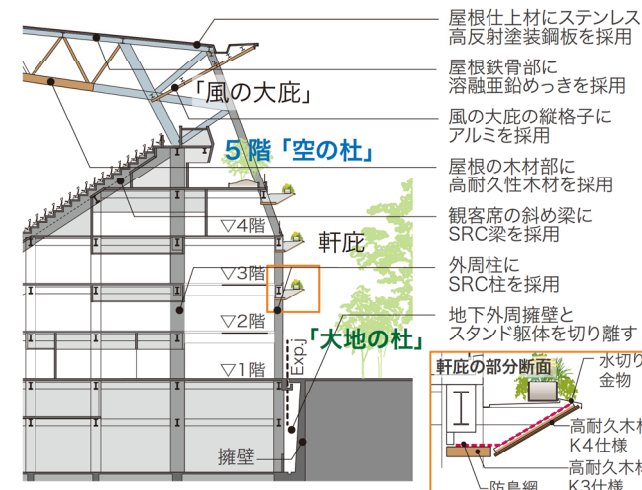 屋根仕上材にステンレス
高反射塗装鋼板を採用
屋根鉄骨部に
溶融亜鉛めっきを採用
「風の大庇」
風の大庇の縦格子に
アルミを採用
5階「空の杜」
屋根の木材部に
高耐久性木材を採用
観客席の斜め梁に
SRC梁を採用
▽4階
軒庇
外周柱に
SRC柱を採用
▽3階
地下外周擁壁と
スタンド躯体を切り離す
▽2階
「大地の杜」
Exp.J
▽1階
擁壁
軒庇の部分断面
水切り
金物
高耐久木材
K4仕様
高耐久木材
K3仕様
防鳥網